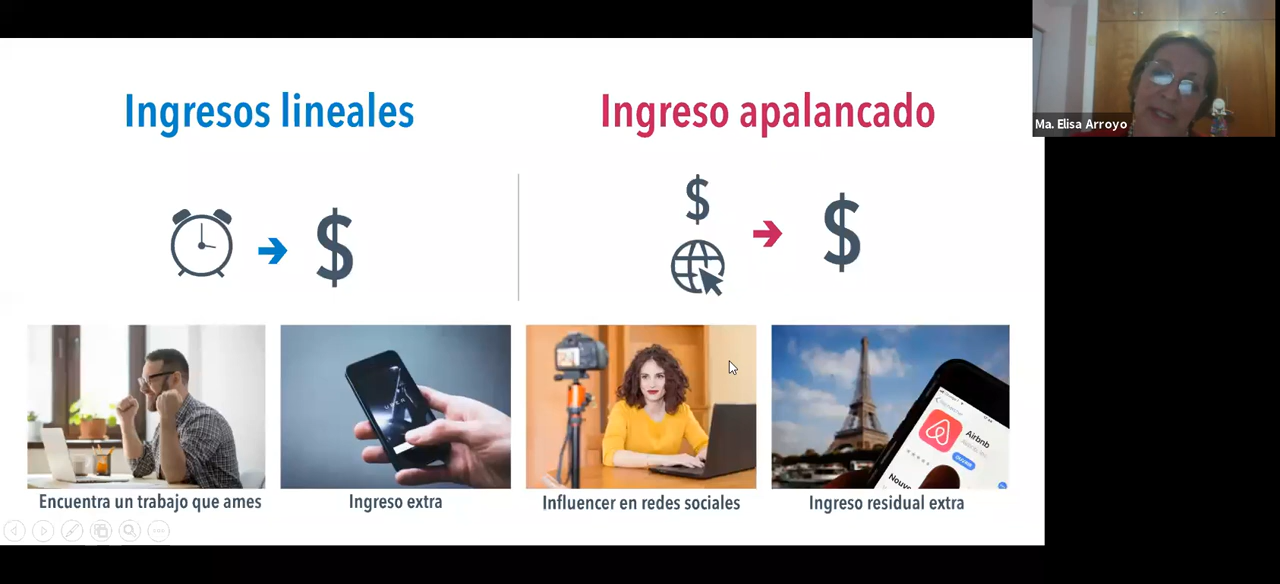 Ingresos lineales
Ingreso apalancado
Ma. Elisa Arroyo
$
$
$
Airbnb
Nouv
Encuentra un trabajo que ames
Ingreso extra
Influencer en redes sociales
Ingreso residual extra